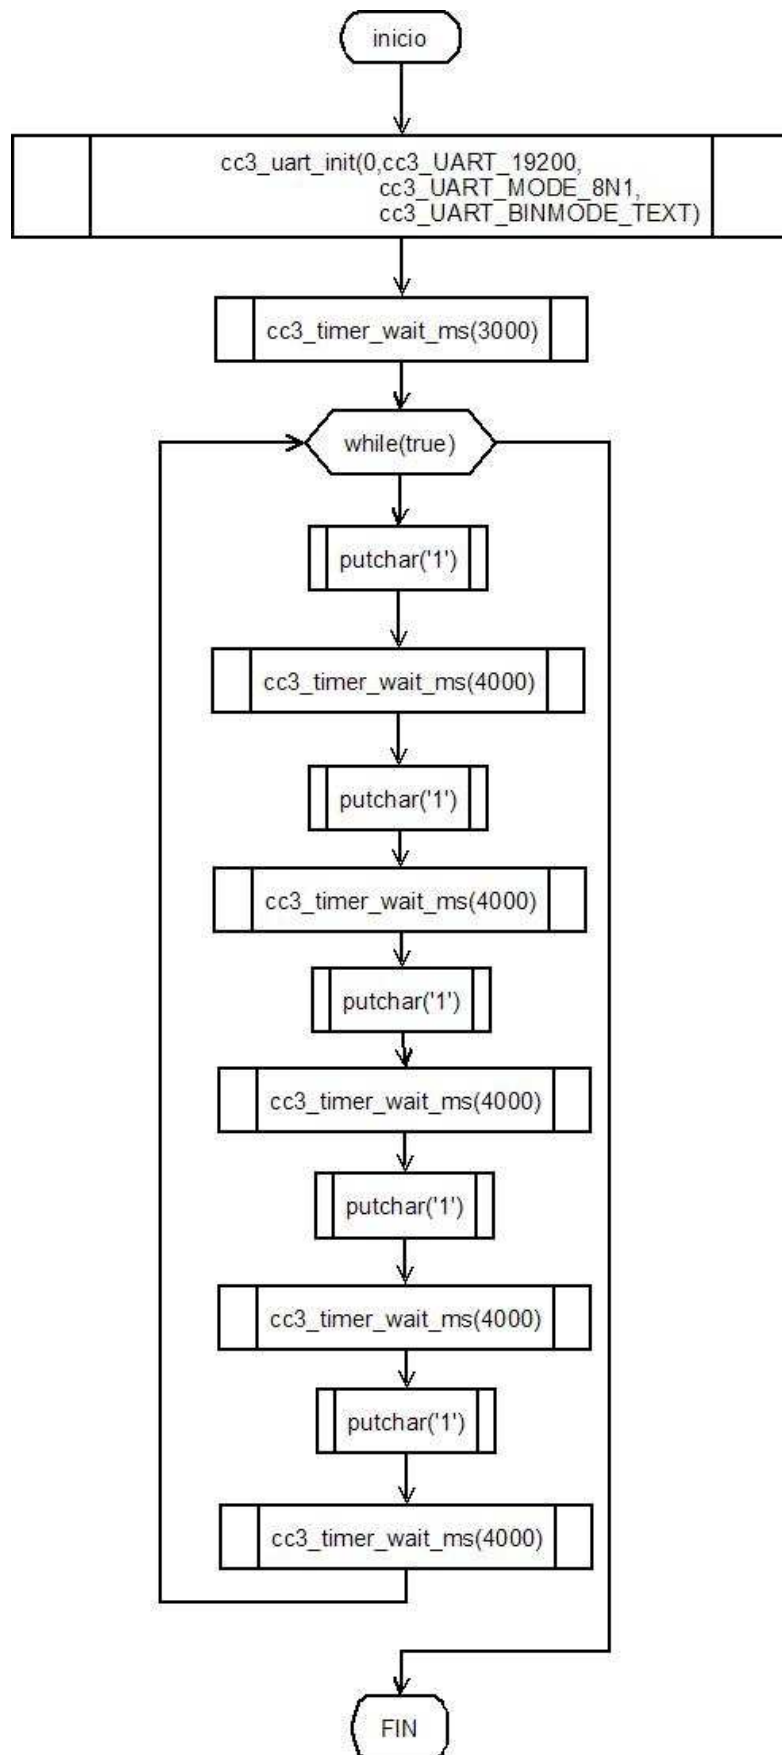 inicio
cc3_uart_init(0,cc3_UART_19200,
cc3_UART_MODE_8N1,
cc3_UART_BINMODE_TEXT)
cc3_timer_wait_ms(3000)
while(true)
putchar('1')
cc3_timer_wait_ms(4000)
putchar('1')
cc3_timer_wait_ms(4000)
putchar('1')
cc3_timer_wait_ms(4000)
putchar('1')
cc3_timer_wait_ms(4000)
putchar('1')
cc3_timer_wait_ms(4000)
FIN